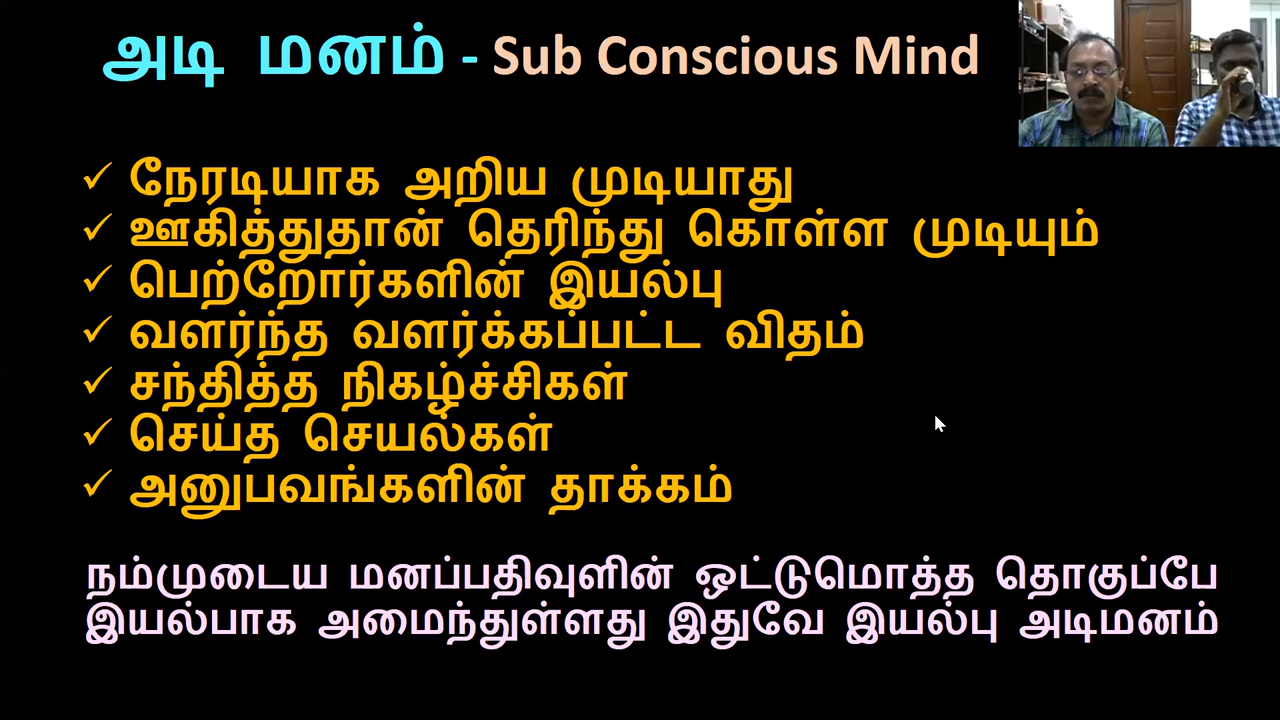 அடி மனம் - Sub Conscious Mind
✓ நேரடியாக அறிய முடியாது
✓ ஊகித்துதான் தெரிந்து கொள்ள முடியும்
✓ பெற்றோர்களின் இயல்பு
✓ வளர்ந்த வளர்க்கப்பட்ட விதம்
✓ சந்தித்த நிகழ்ச்சிகள்
✓ செய்த செயல்கள்
✓ அனுபவங்களின் தாக்கம்
நம்முடைய மனப்பதிவுளின் ஒட்டுமொத்த தொகுப்பே
இயல்பாக அமைந்துள்ளது இதுவே இயல்பு அடிமனம்